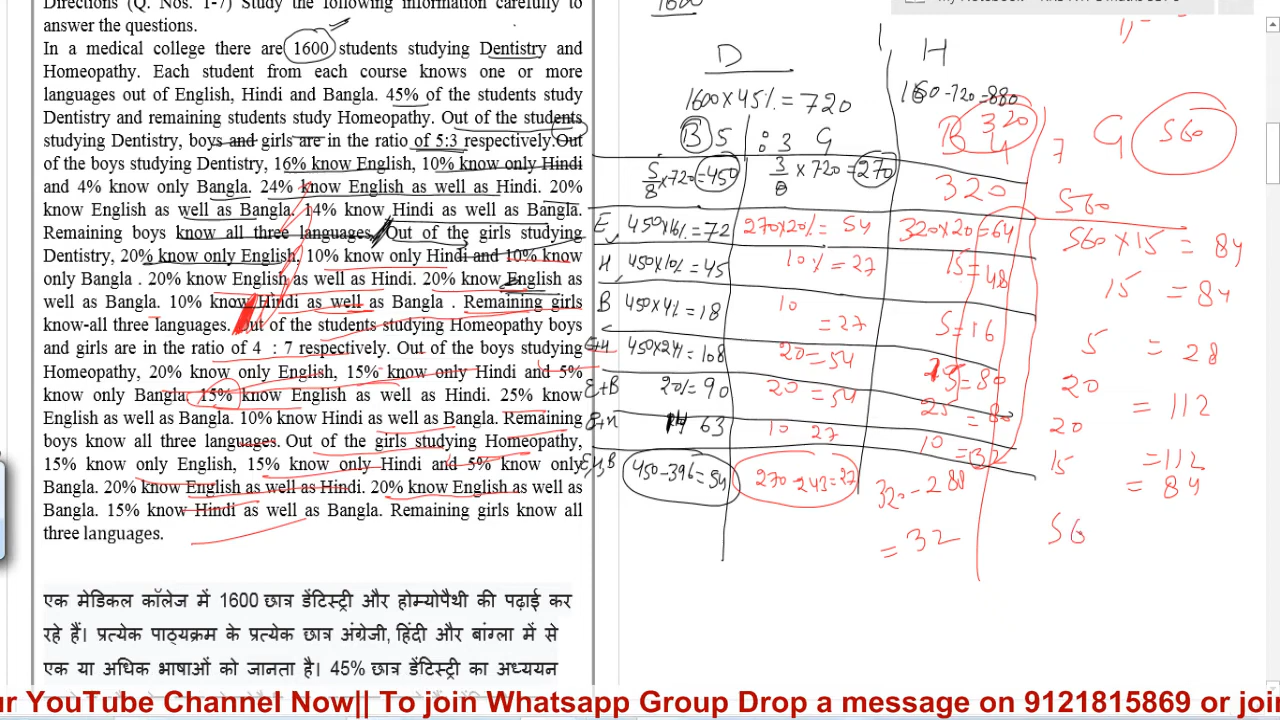 Directions (Q. Nos. 1-7) Study the following information carefully to
answer the questions.
In a medical college there are 1600 students studying Dentistry and
Homeopathy. Each student from each course knows one or more
languages out of English, Hindi and Bangla. 45% of the students study
Dentistry and remaining students study Homeopathy. Out of the students
studying Dentistry, boys and girls are in the ratio of 5:3 respectively.Out
of the boys studying Dentistry, 16% know English, 10% know only Hindi
and 4% know only Bangla. 24% know English as well as Hindi. 20%
know English as well as Bangla. 14% know Hindi as well as Bangla.
Remaining boys know all three languages. Out of the girls studying
Dentistry, 20% know only English, 10% know only Hindi and 10% know
only Bangla . 20% know English as well as Hindi. 20% know English as
well as Bangla. 10% know Hindi as well as Bangla . Remaining girls
know-all three languages. Out of the students studying Homeopathy boys
and girls are in the ratio of 4 : 7 respectively. Out of the boys studying
Homeopathy, 20% know only English, 15% know only Hindi and 5%
know only Bangla. 15% know English as well as Hindi. 25% know
English as well as Bangla. 10% know Hindi as well as Bangla. Remaining
boys know all three languages. Out of the girls studying Homeopathy,
15% know only English, 15% know only Hindi and 5% know only
Bangla. 20% know English as well as Hindi. 20% know English as well as
Bangla. 15% know Hindi as well as Bangla. Remaining girls know all
three languages.
एक मेडिकल कॉलेज में 1600 छात्र डेंटिस्ट्री और होम्योपैथी की पढ़ाई कर
रहे हैं। प्रत्येक पाठ्यक्रम के प्रत्येक छात्र अंग्रेजी, हिंदी और बांग्ला में से
एक या अधिक भाषाओं को जानता है। 45% छात्र डेंटिस्ट्री का अध्ययन
1600
D H
1600×45%=720 1600-720=880
B 5 : 3 G B 320 4 7 G 560
5/8×720=450 3/8×720=270 320 560
E 450×16%=72 270×20%=54 320×20=64 560×15=84
H 450×10%=45 10%=27 15=48 15=84
B 450×4%=18 10=27 5=16 5=28
E+H 450×24%=108 20=54 25=80 20=112
E+B 20%=90 20=54 25=80 20=112
14 63 10 27 10=32 15=84
EHB 450-396=54 270-243=27 320-288=32 56
ur YouTube Channel Now|| To join Whatsapp Group Drop a message on 9121815869 or joi